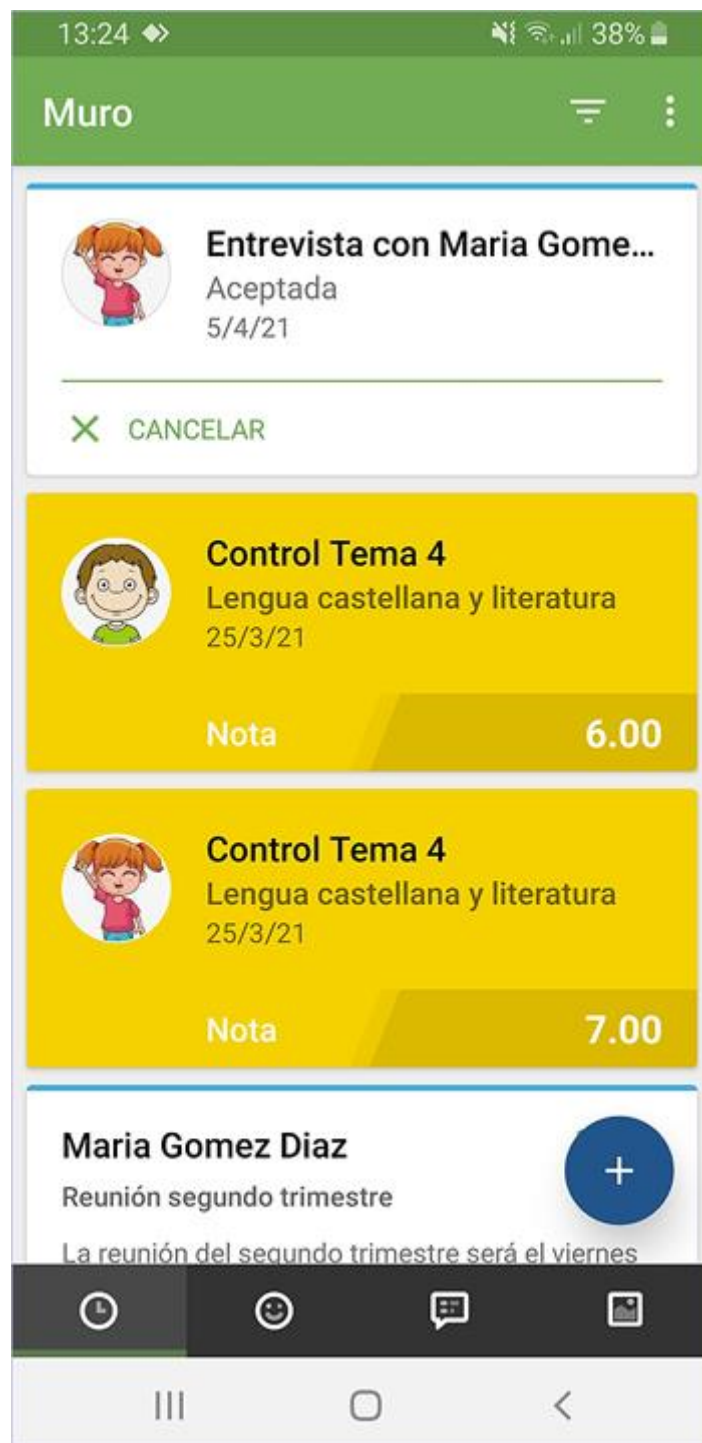 13:24 38%
Muro
Entrevista con Maria Gome...
Aceptada
5/4/21
CANCELAR
Control Tema 4
Lengua castellana y literatura
25/3/21
Nota 6.00
Control Tema 4
Lengua castellana y literatura
25/3/21
Nota 7.00
Maria Gomez Diaz
Reunión segundo trimestre
La reunión del segundo trimestre será el viernes